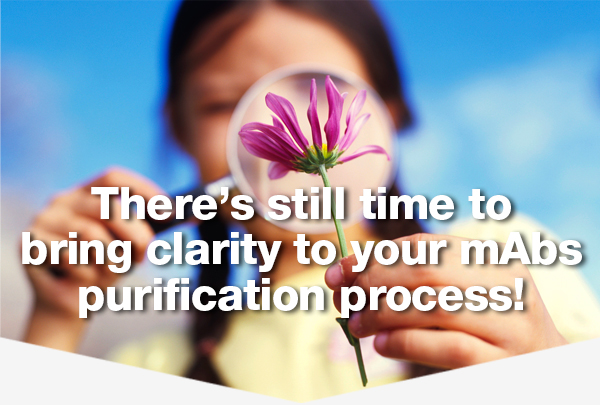 There’s still time to
bring clarity to your mAbs
purification process!